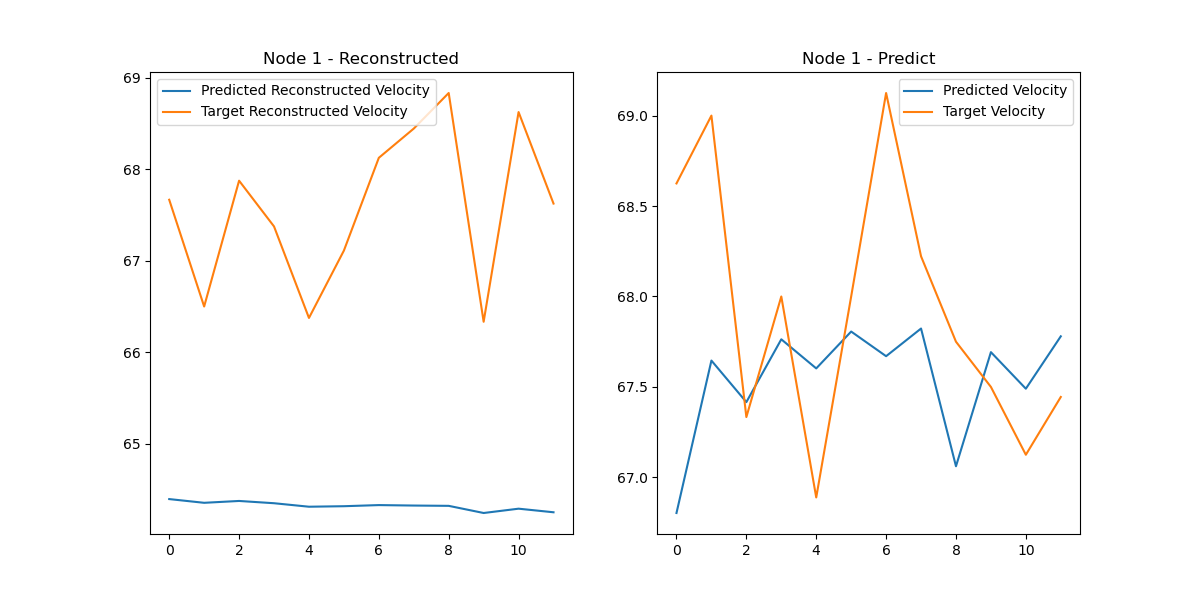 Node 1 - Reconstructed
Predicted Reconstructed Velocity
Target Reconstructed Velocity
69
68
67
66
65
0 2 4 6 8 10
Node 1 - Predict
Predicted Velocity
Target Velocity
69.0
68.5
68.0
67.5
67.0
0 2 4 6 8 10